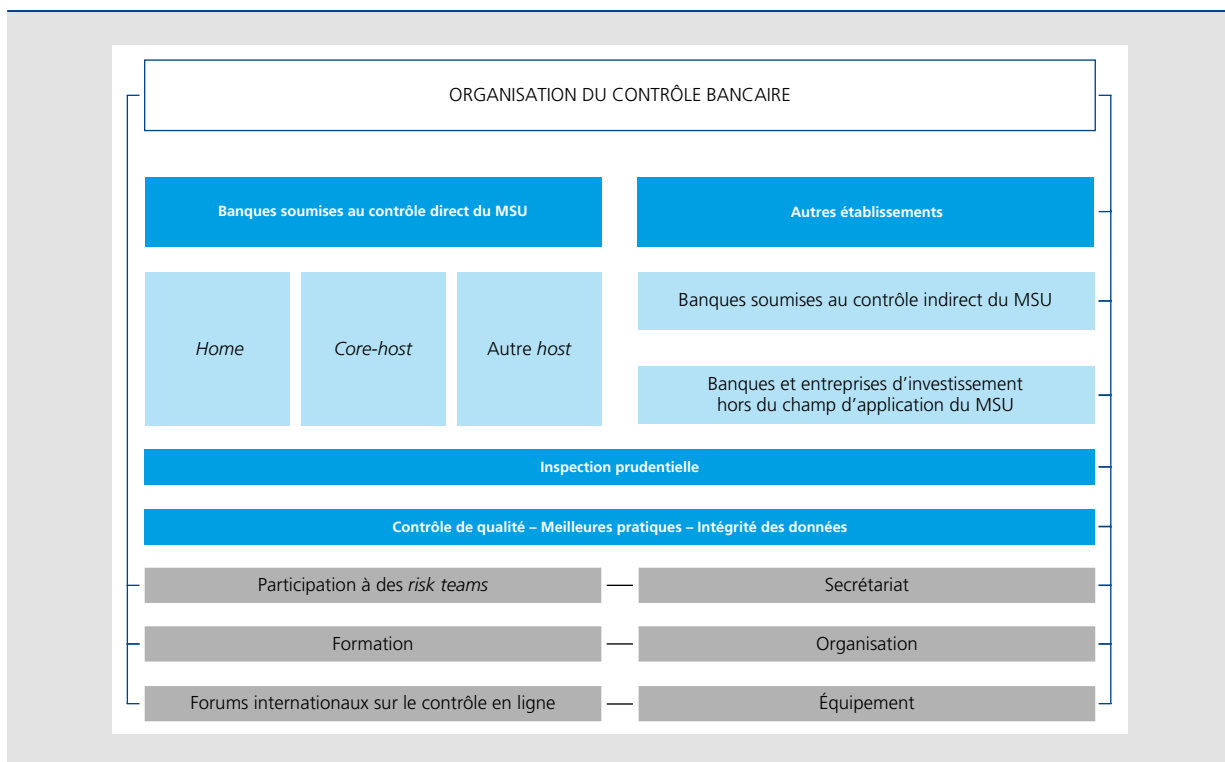 ORGANISATION DU CONTRÔLE BANCAIRE
Banques soumises au contrôle direct du MSU
Autres établissements
Home
Core-host
Autre host
Banques soumises au contrôle indirect du MSU
Banques et entreprises d’investissement
hors du champ d’application du MSU
Inspection prudentielle
Contrôle de qualité – Meilleures pratiques – Intégrité des données
Participation à des risk teams
Secrétariat
Formation
Organisation
Forums internationaux sur le contrôle en ligne
Équipement